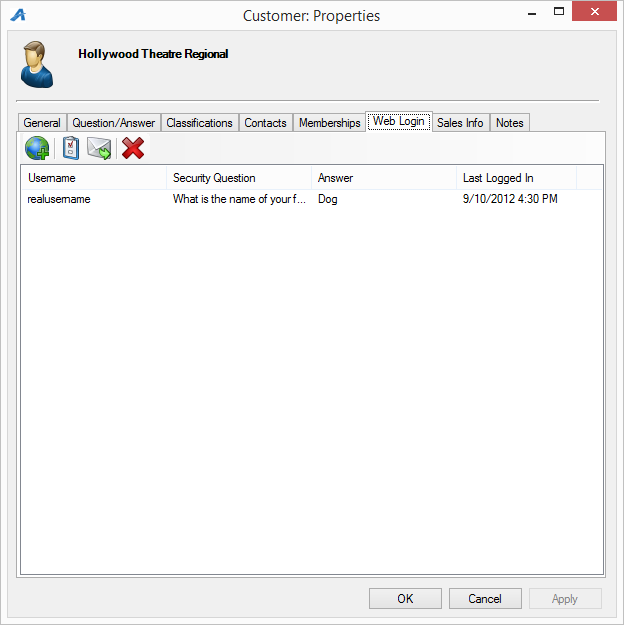 Customer: Properties
Hollywood Theatre Regional
General Question/Answer Classifications Contacts Memberships Web Login Sales Info Notes
Username Security Question Answer Last Logged In
realusername What is the name of your f... Dog 9/10/2012 4:30 PM
OK Cancel Apply